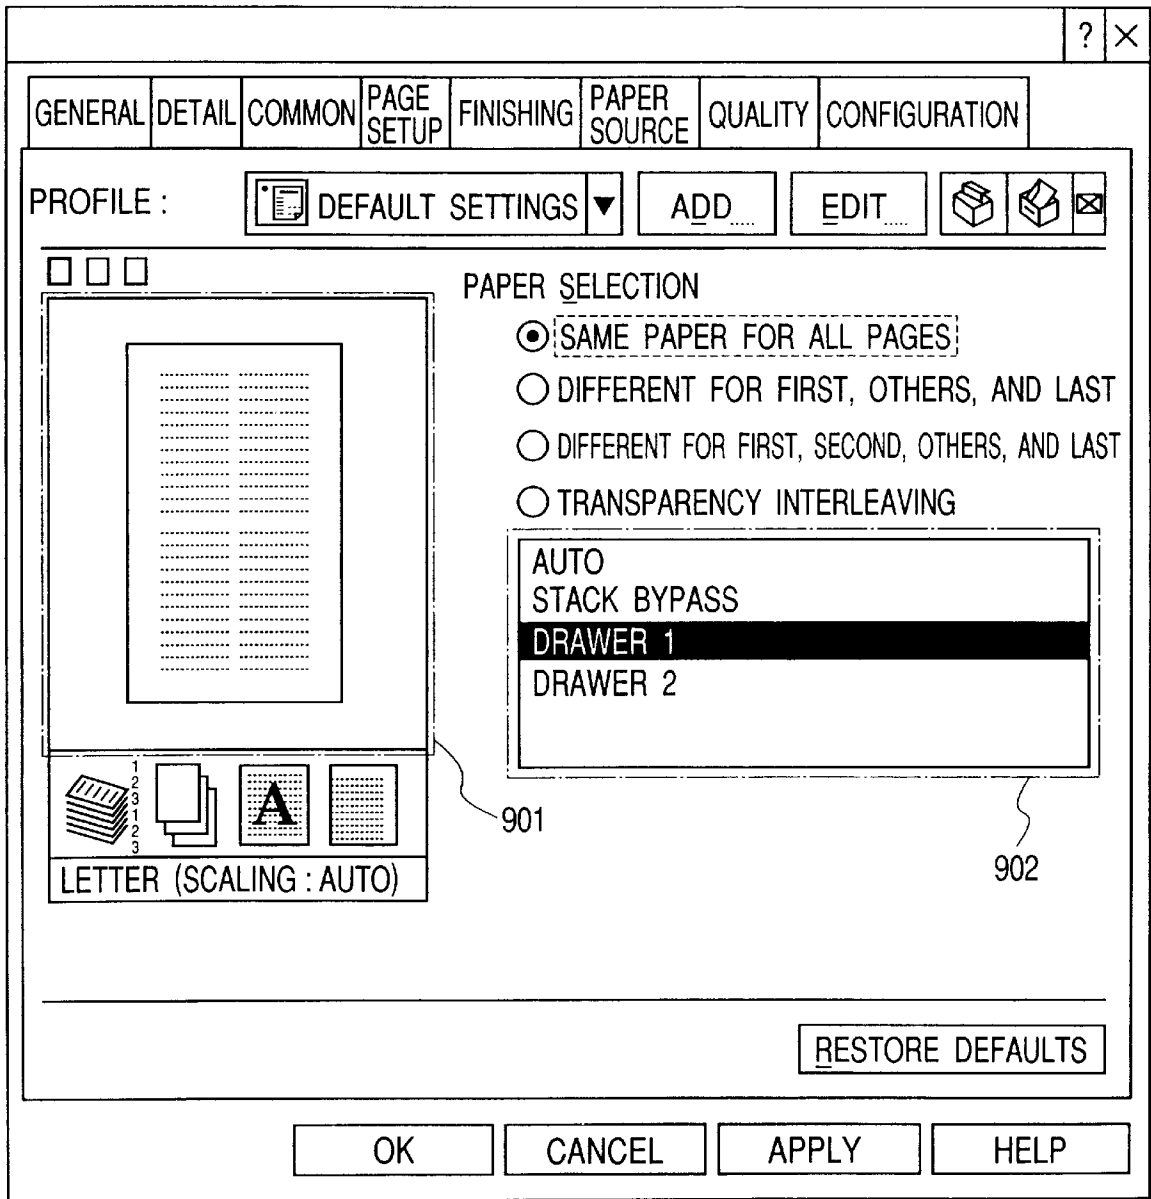 ? X
GENERAL DETAIL COMMON PAGE SETUP FINISHING PAPER SOURCE QUALITY CONFIGURATION
PROFILE : DEFAULT SETTINGS ▼ ADD.... EDIT....
PAPER SELECTION
SAME PAPER FOR ALL PAGES
DIFFERENT FOR FIRST, OTHERS, AND LAST
DIFFERENT FOR FIRST, SECOND, OTHERS, AND LAST
TRANSPARENCY INTERLEAVING
AUTO
STACK BYPASS
DRAWER 1
DRAWER 2
1
2
3
1
2
3
A
901
902
LETTER (SCALING : AUTO)
RESTORE DEFAULTS
OK CANCEL APPLY HELP